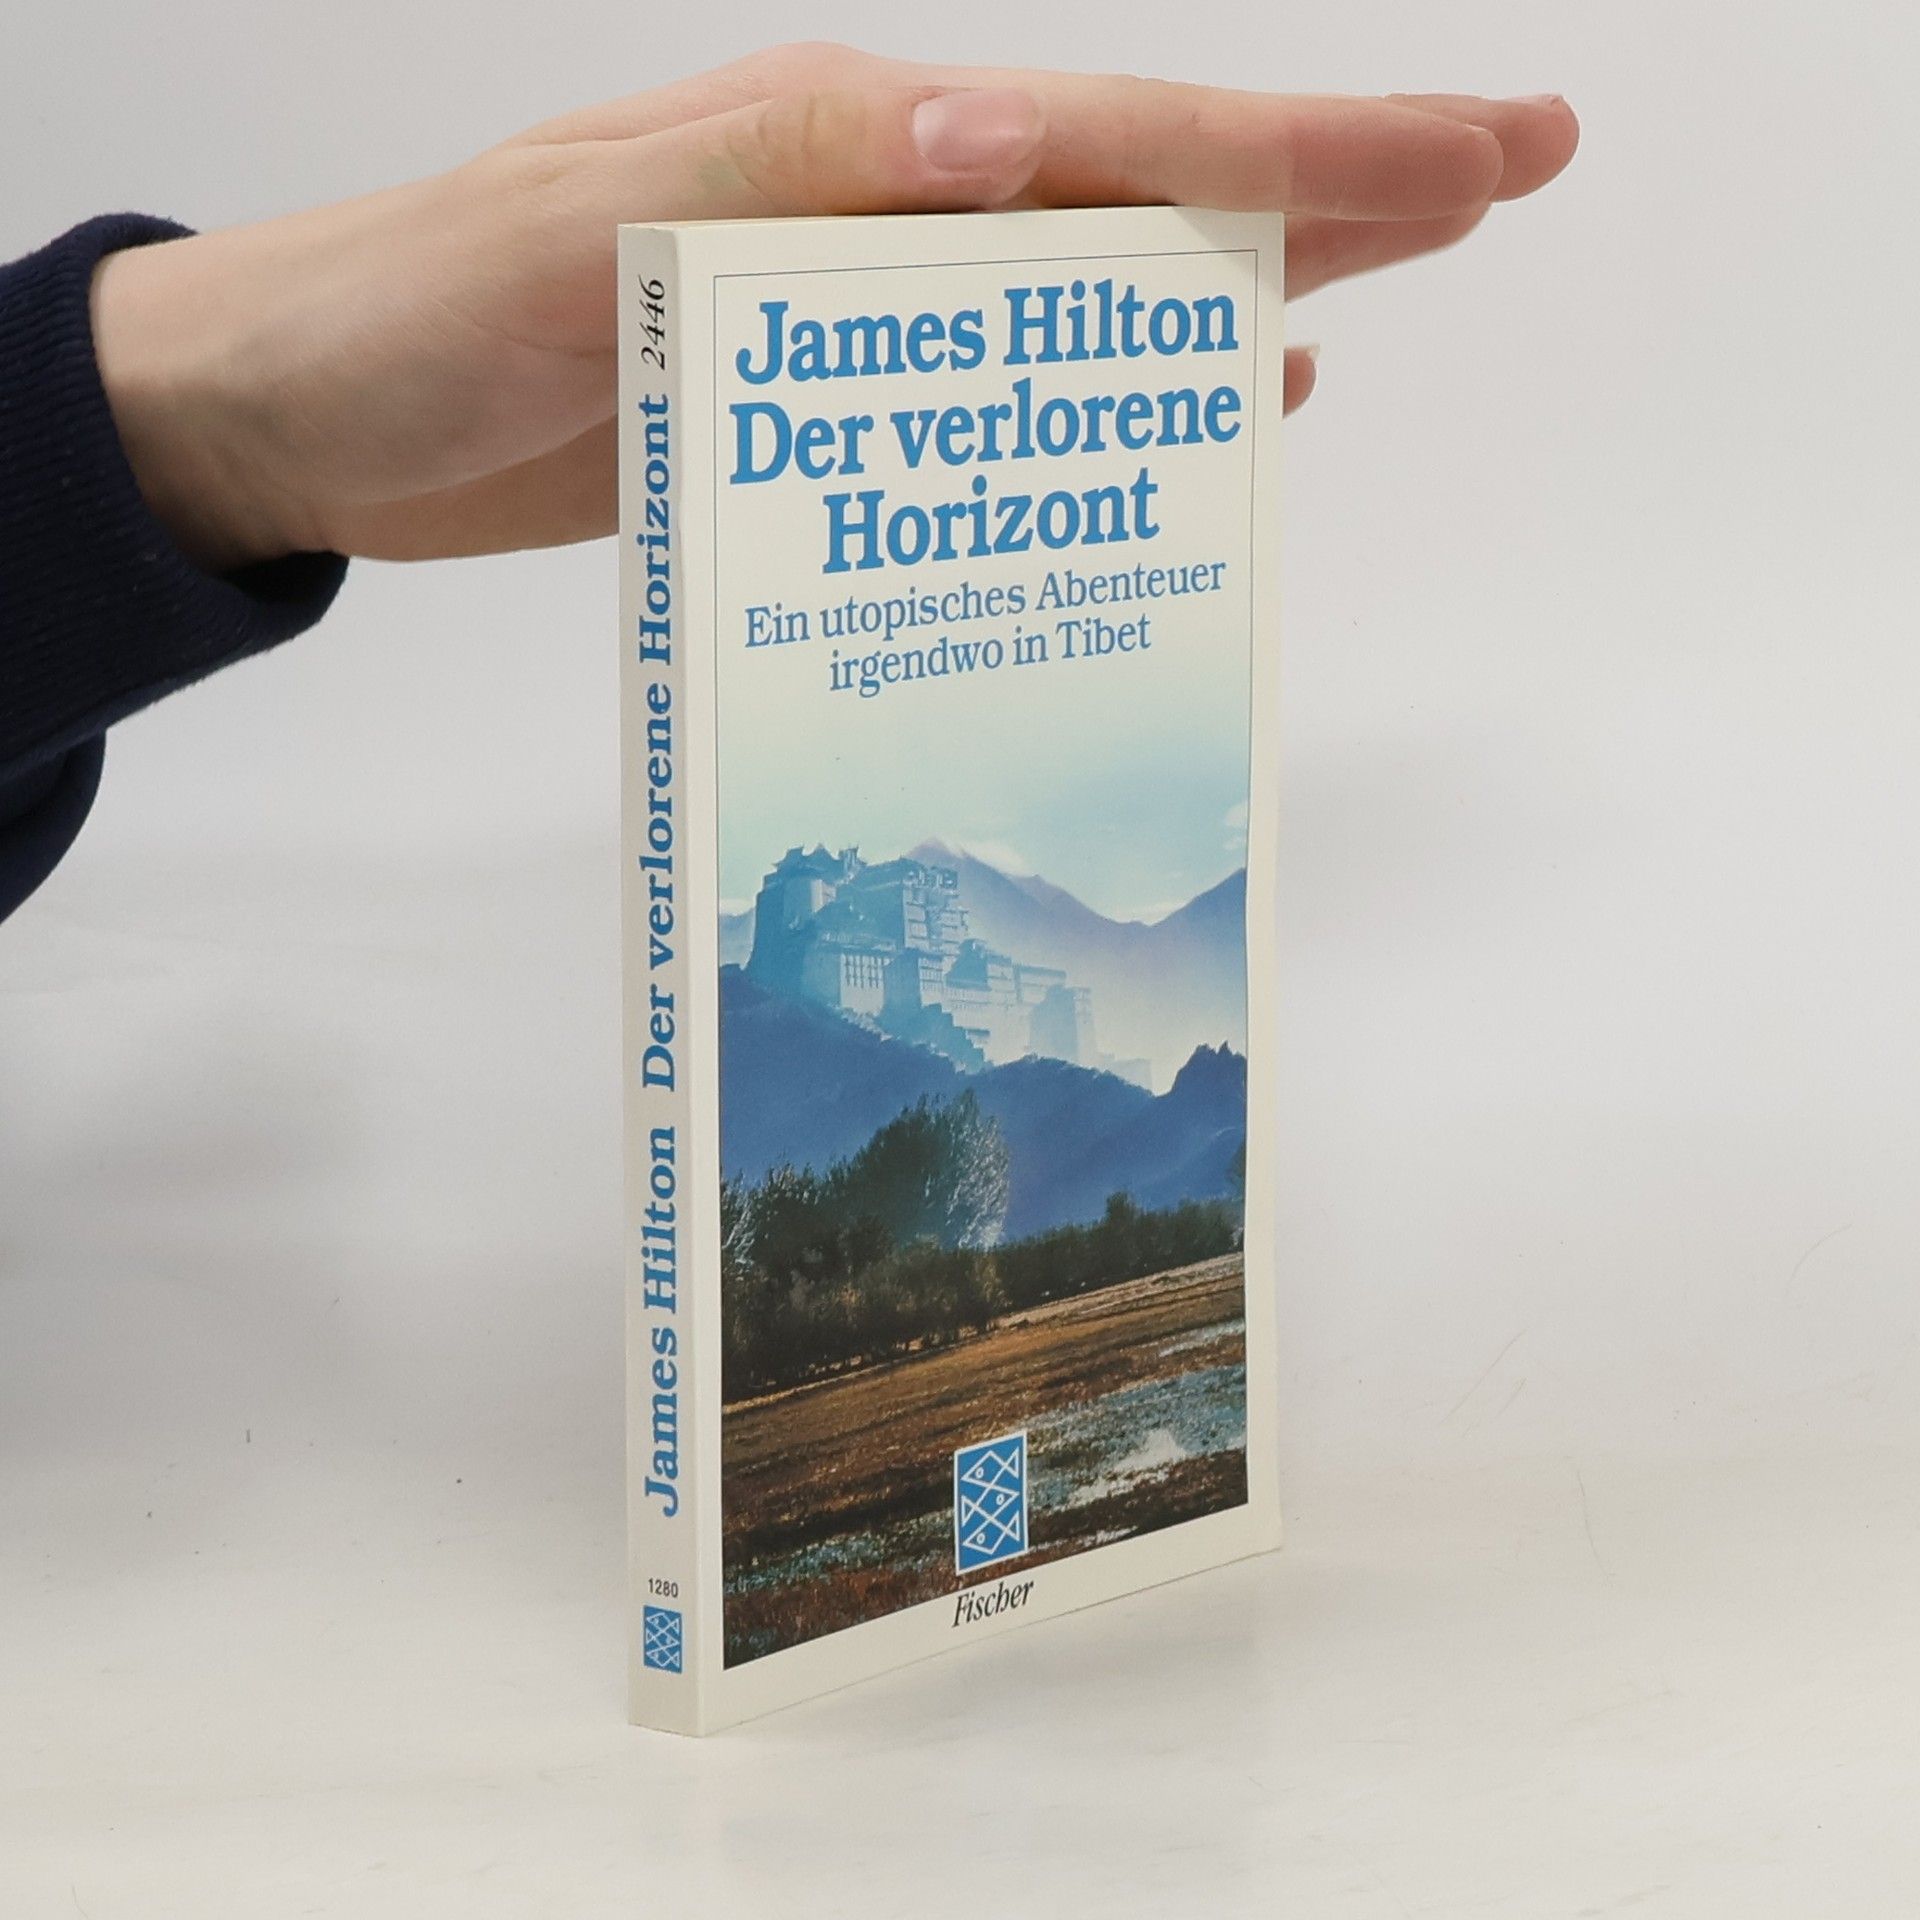 James Hilton
Der verlorene
Horizont
Ein utopisches Abenteuer
irgendwo in Tibet
Fischer
James Hilton Der verlorene Horizont 2446
1280